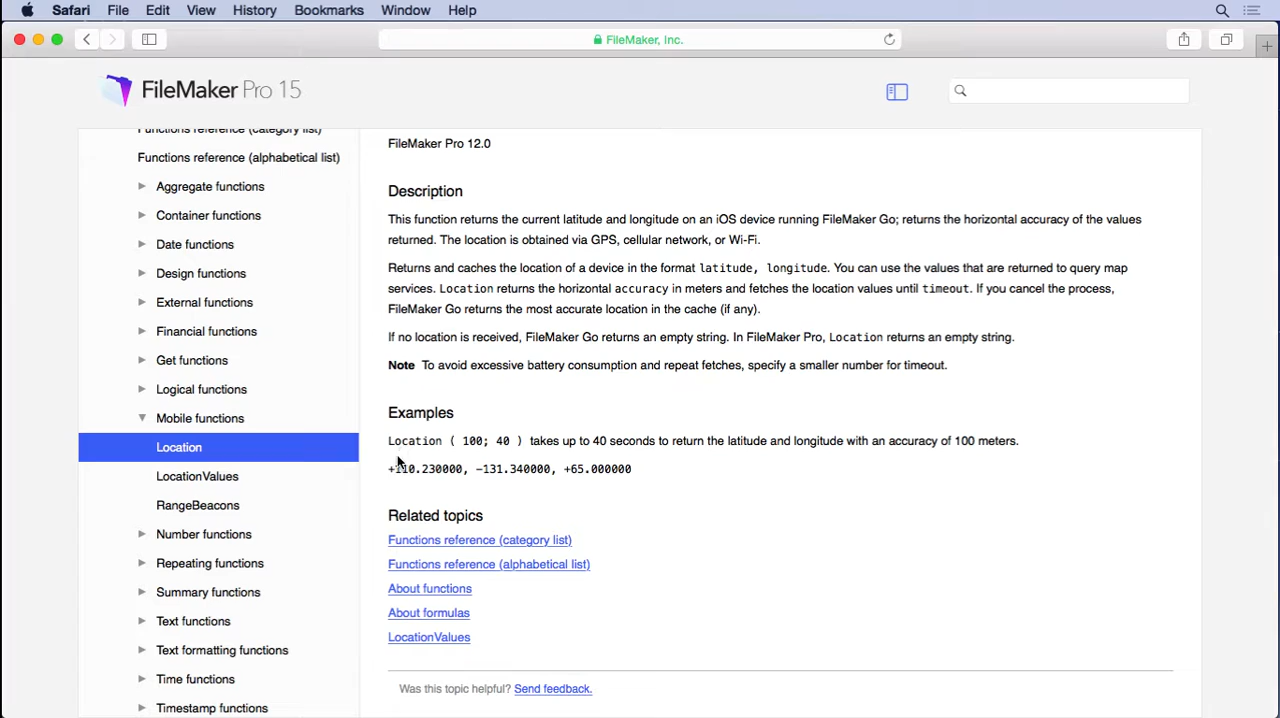 Safari File Edit View History Bookmarks Window Help
FileMaker, Inc.
FileMaker Pro 15
Functions reference (category list)
Functions reference (alphabetical list)
Aggregate functions
Container functions
Date functions
Design functions
External functions
Financial functions
Get functions
Logical functions
Mobile functions
Location
LocationValues
RangeBeacons
Number functions
Repeating functions
Summary functions
Text functions
Text formatting functions
Time functions
Timestamp functions
FileMaker Pro 12.0
Description
This function returns the current latitude and longitude on an iOS device running FileMaker Go; returns the horizontal accuracy of the values
returned. The location is obtained via GPS, cellular network, or Wi-Fi.
Returns and caches the location of a device in the format latitude, longitude. You can use the values that are returned to query map
services. Location returns the horizontal accuracy in meters and fetches the location values until timeout. If you cancel the process,
FileMaker Go returns the most accurate location in the cache (if any).
If no location is received, FileMaker Go returns an empty string. In FileMaker Pro, Location returns an empty string.
Note To avoid excessive battery consumption and repeat fetches, specify a smaller number for timeout.
Examples
Location ( 100; 40 ) takes up to 40 seconds to return the latitude and longitude with an accuracy of 100 meters.
+110.230000, -131.340000, +65.000000
Related topics
Functions reference (category list)
Functions reference (alphabetical list)
About functions
About formulas
LocationValues
Was this topic helpful? Send feedback.